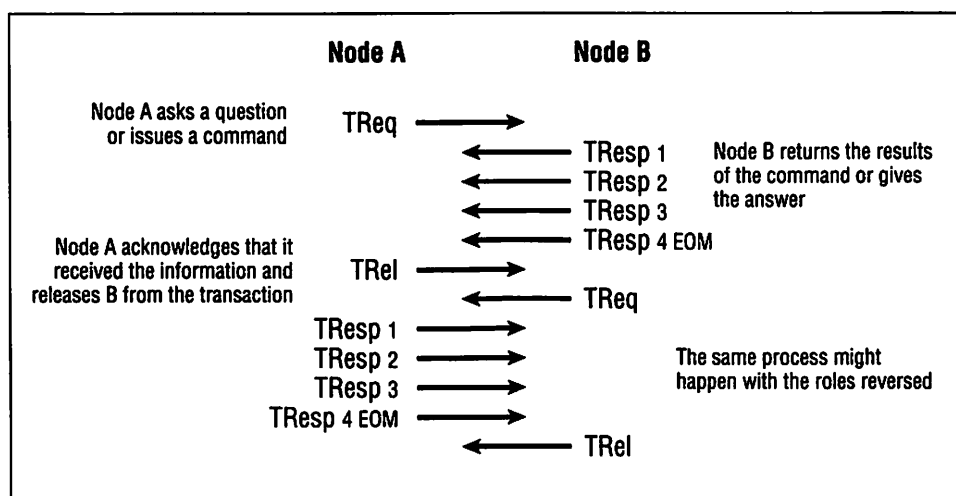 Node A Node B
Node A asks a question
or issues a command
TReq
TResp 1
TResp 2
TResp 3
TResp 4 EOM
Node B returns the results
of the command or gives
the answer
Node A acknowledges that it
received the information and
releases B from the transaction
TRel
TReq
TResp 1
TResp 2
TResp 3
TResp 4 EOM
The same process might
happen with the roles reversed
TRel